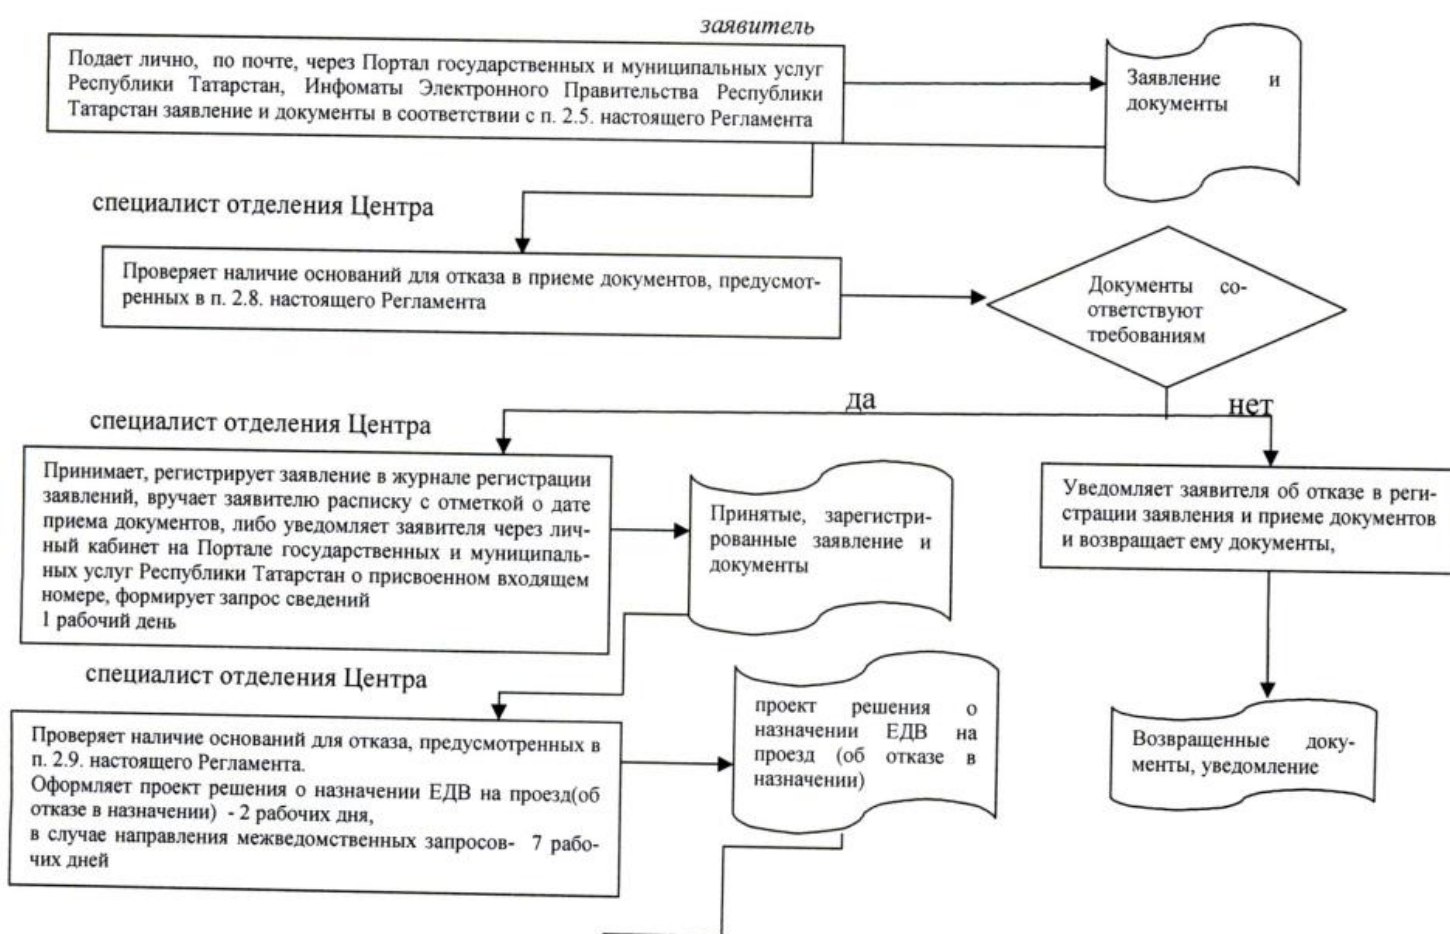 заявитель
Подает лично, по почте, через Портал государственных и муниципальных услуг
Республики Татарстан, Инфоматы Электронного Правительства Республики
Татарстан заявление и документы в соответствии с п. 2.5. настоящего Регламента
Заявление и
документы
специалист отделения Центра
Проверяет наличие оснований для отказа в приеме документов, предусмот-
ренных в п. 2.8. настоящего Регламента
Документы со-
ответствуют
требованиям
да
нет
специалист отделения Центра
Принимает, регистрирует заявление в журнале регистрации
заявлений, вручает заявителю расписку с отметкой о дате
приема документов, либо уведомляет заявителя через лич-
ный кабинет на Портале государственных и муниципаль-
ных услуг Республики Татарстан о присвоенном входящем
номере, формирует запрос сведений
1 рабочий день
Принятые, зарегистри-
рованные заявление и
документы
Уведомляет заявителя об отказе в реги-
страции заявления и приеме документов
и возвращает ему документы,
специалист отделения Центра
Проверяет наличие оснований для отказа, предусмотренных в
п. 2.9. настоящего Регламента.
Оформляет проект решения о назначении ЕДВ на проезд(об
отказе в назначении) - 2 рабочих дня,
в случае направления межведомственных запросов- 7 рабо-
чих дней
проект решения о
назначении ЕДВ на
проезд (об отказе в
назначении)
Возвращенные доку-
менты, уведомление